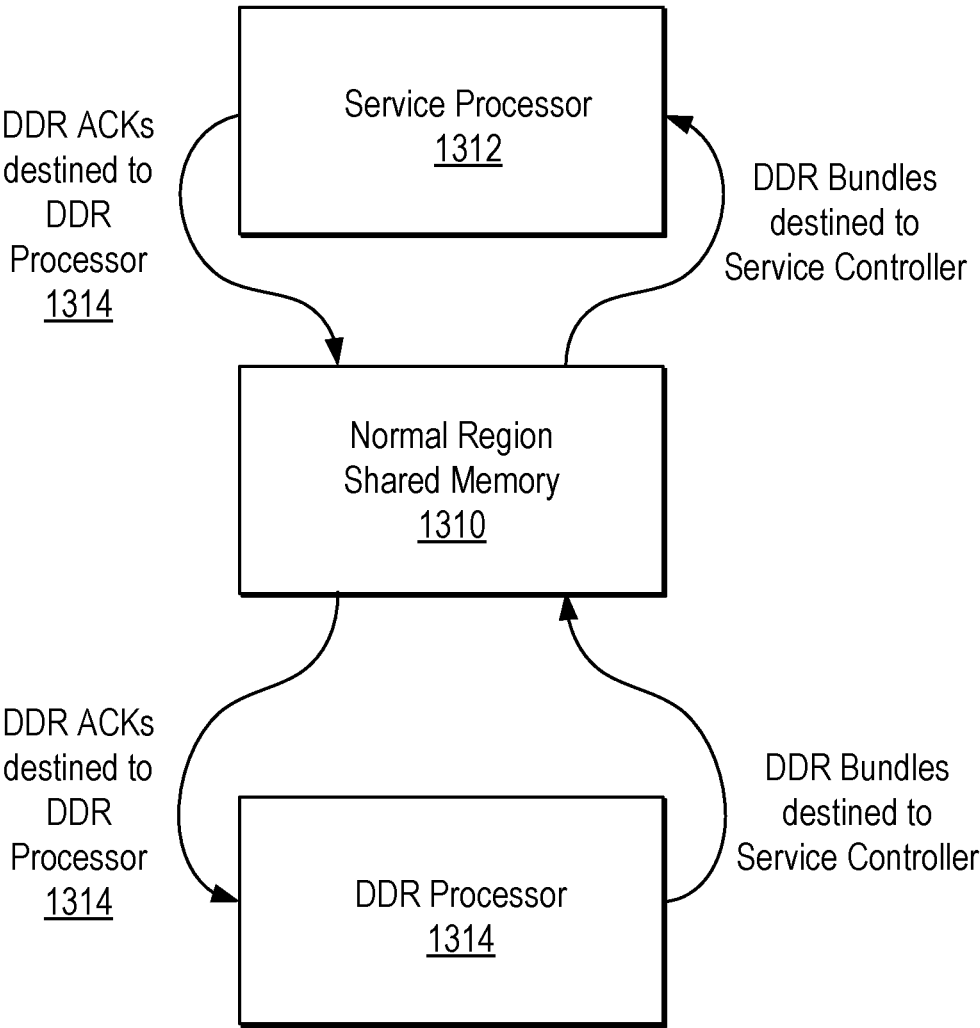 Service Processor
1312
DDR ACKs
destined to
DDR
Processor
1314
DDR Bundles
destined to
Service Controller
Normal Region
Shared Memory
1310
DDR ACKs
destined to
DDR
Processor
1314
DDR Bundles
destined to
Service Controller
DDR Processor
1314